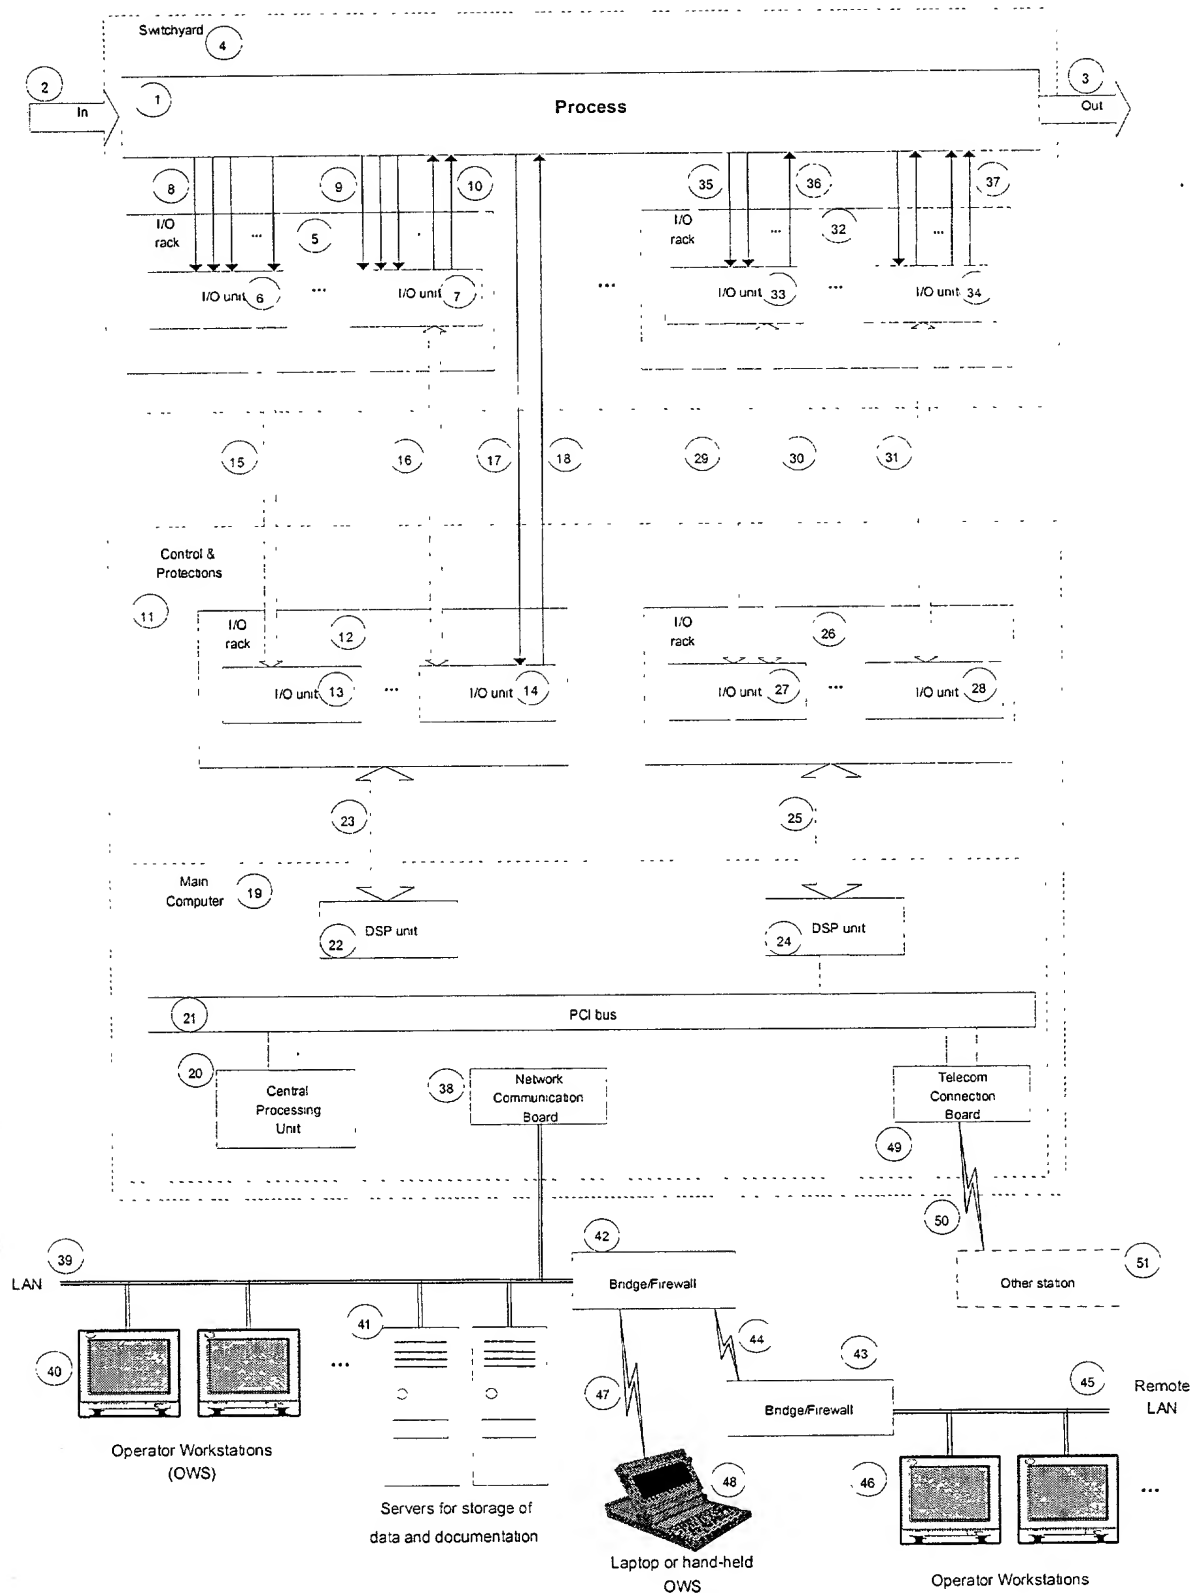 Switchyard
4
2
1
3
In
Process
Out
8
9
10
35
36
37
I/O
rack
...
5
...
I/O
rack
...
32
...
I/O unit
6
...
I/O unit
7
...
I/O unit
33
...
I/O unit
34
15
16
17
18
29
30
31
Control &
Protections
11
I/O
rack
12
I/O
rack
26
I/O unit
13
...
I/O unit
14
I/O unit
27
...
I/O unit
28
23
25
Main
Computer
19
22
DSP unit
24
DSP unit
21
PCI bus
20
Central
Processing
Unit
38
Network
Communication
Board
Telecom
Connection
Board
49
50
39
42
LAN
Bridge/Firewall
Other station
51
41
40
...
44
43
47
45
Remote
LAN
Bridge/Firewall
Operator Workstations
(OWS)
48
46
...
Servers for storage of
data and documentation
Laptop or hand-held
OWS
Operator Workstations